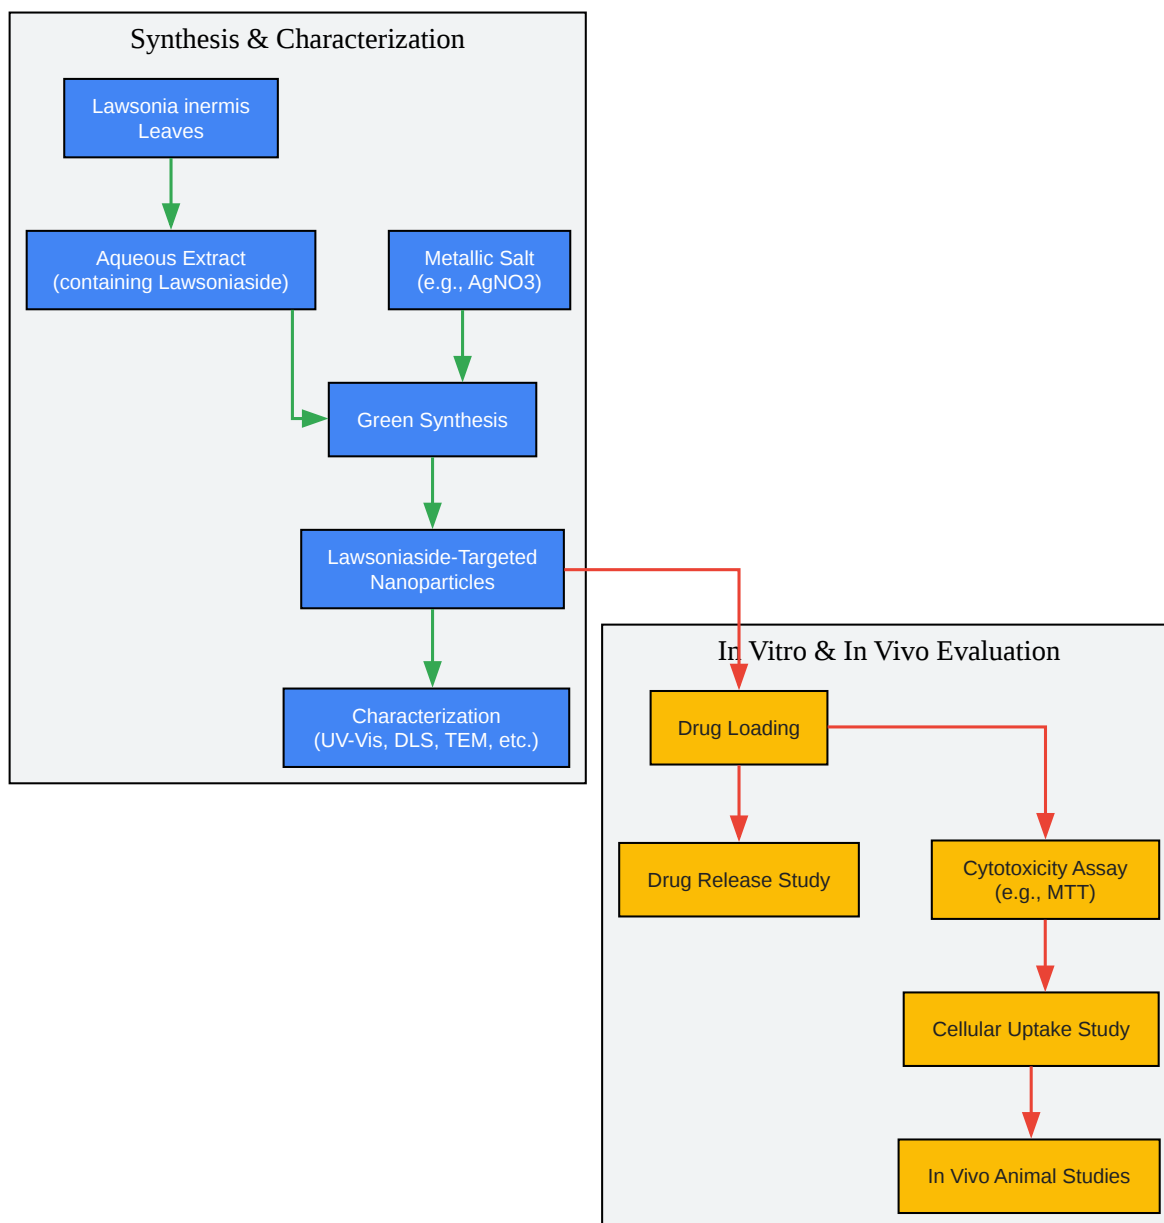 Synthesis & Characterization
Lawsonia inermis
Leaves
Aqueous Extract
(containing Lawsoniaside)
Metallic Salt
(e.g., AgNO3)
Green Synthesis
Lawsoniaside-Targeted
Nanoparticles
Characterization
(UV-Vis, DLS, TEM, etc.)
In Vitro & In Vivo Evaluation
Drug Loading
Drug Release Study
Cytotoxicity Assay
(e.g., MTT)
Cellular Uptake Study
In Vivo Animal Studies